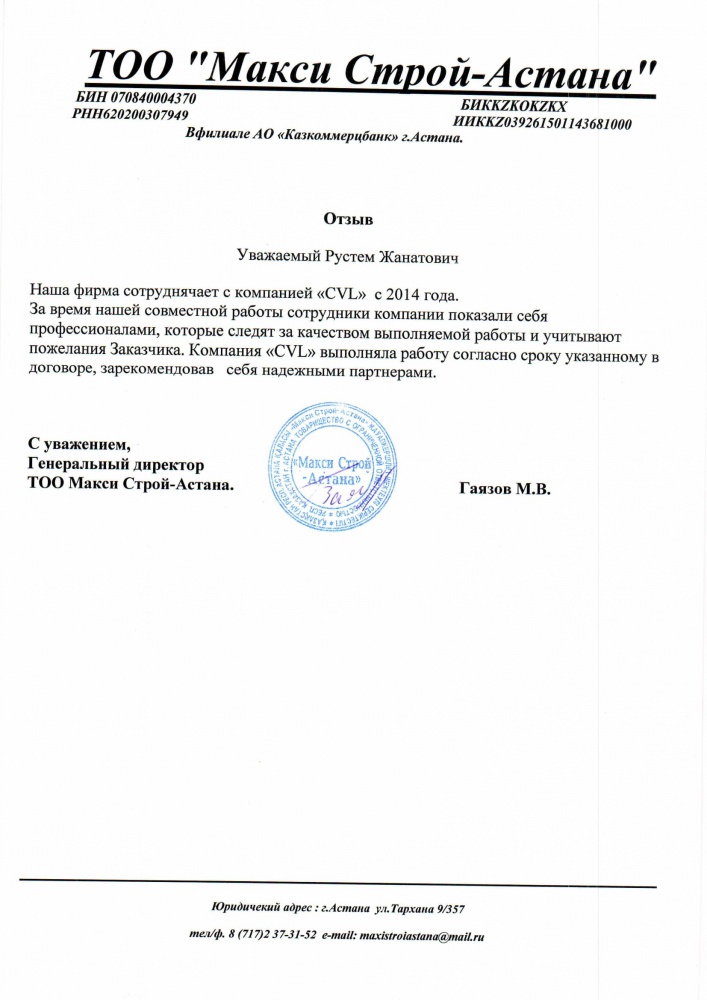 ТОО "Макси Строй-Астана"
БИН 070840004370
РНН620200307949
БИККZKOKZKX
ИИККZ039261501143681000
Вфилиале АО «Казкоммерцбанк» г.Астана.
Отзыв
Уважаемый Рустем Жанатович
Наша фирма сотруднячает с компанией «CVL» с 2014 года.
За время нашей совместной работы сотрудники компании показали себя
профессионалами, которые следят за качеством выполняемой работы и учитывают
пожелания Заказчика. Компания «CVL» выполняла работу согласно сроку указанному в
договоре, зарекомендовав себя надежными партнерами.
С уважением,
Генеральный директор
ТОО Макси Строй-Астана.
«Макси Строй
-Астана»
Гаязов М.В.
Юридичекий адрес : г.Астана ул.Тархана 9/357
тел/ф. 8 (717)2 37-31-52 e-mail: maxistroiastana@mail.ru